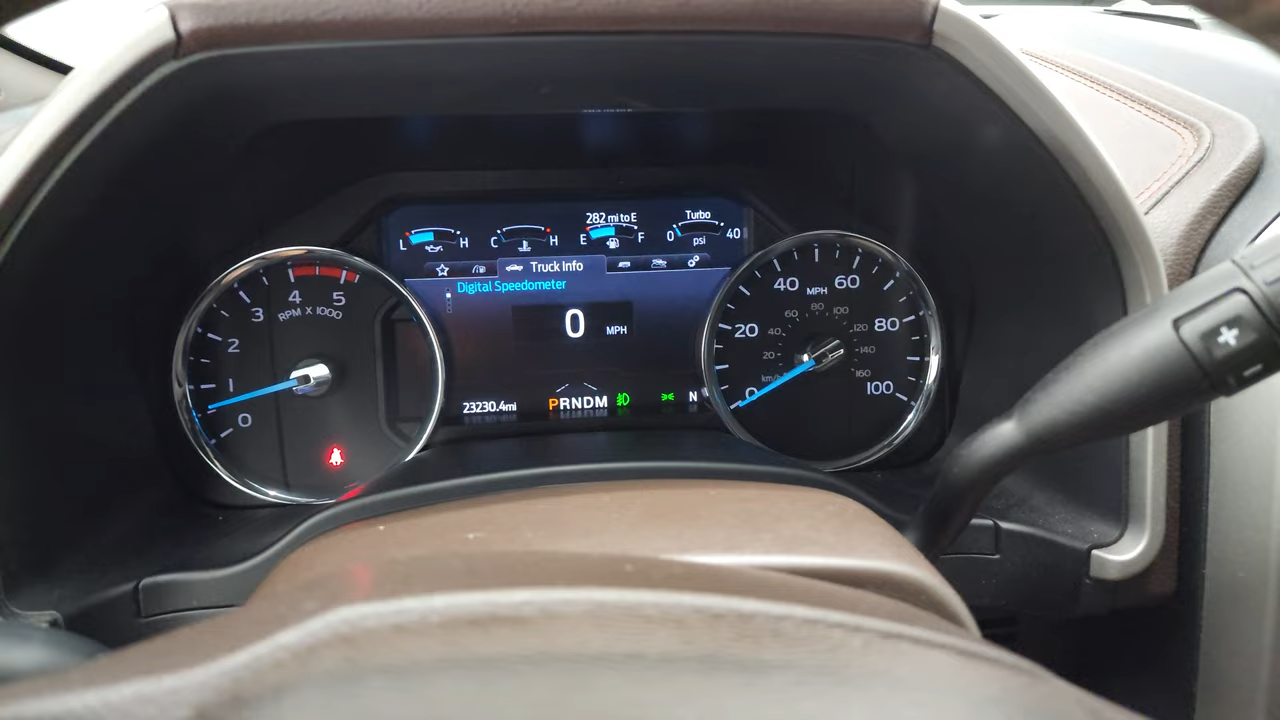 282 mi to E
Turbo
L H C H E F 0 40
psi
Truck Info
Digital Speedometer
0 MPH
23230.4mi PRNDM N
0 1 2 3 4 5
RPM X 1000
0 20 40 60 80 100
MPH
20 40 60 80 100 120 140 160
km/h
+
-